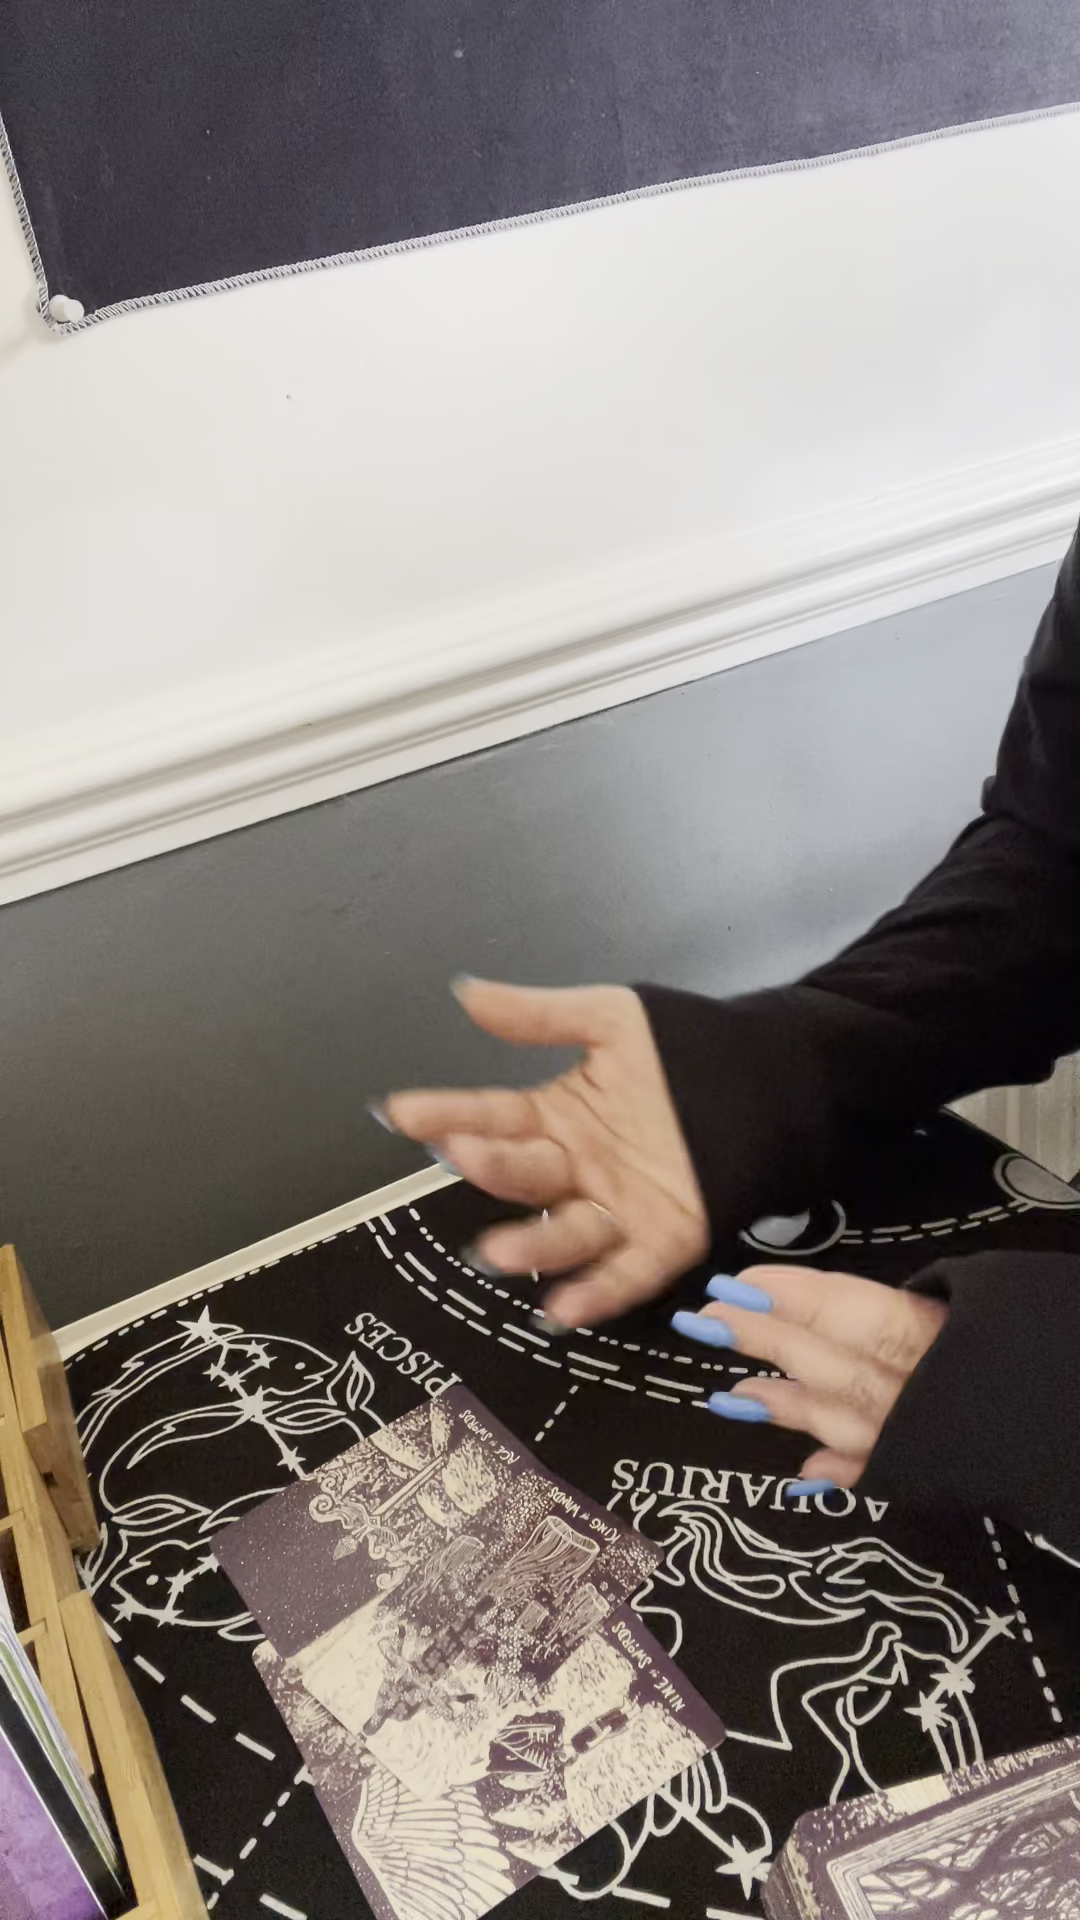 PISCES
AQUARIUS
ACE OF SWORDS
KING OF WANDS
NINE OF SWORDS